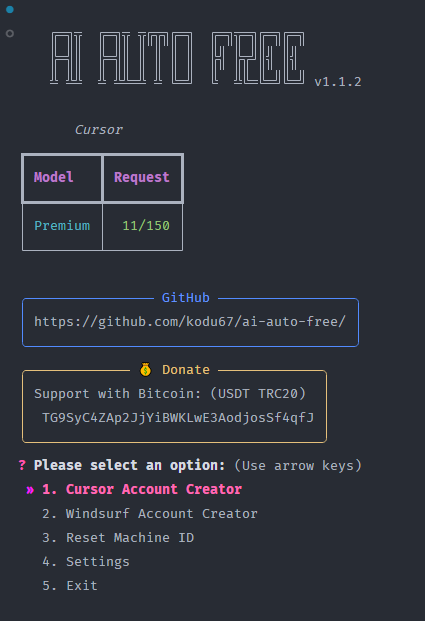 AI AUTO FREE v1.1.2
Cursor
Model Request
Premium 11/150
GitHub
https://github.com/kodu67/ai-auto-free/
💰 Donate
Support with Bitcoin: (USDT TRC20)
TG9SyC4ZAp2JjYiBWKLwE3AodjosSf4qfJ
? Please select an option: (Use arrow keys)
» 1. Cursor Account Creator
2. Windsurf Account Creator
3. Reset Machine ID
4. Settings
5. Exit